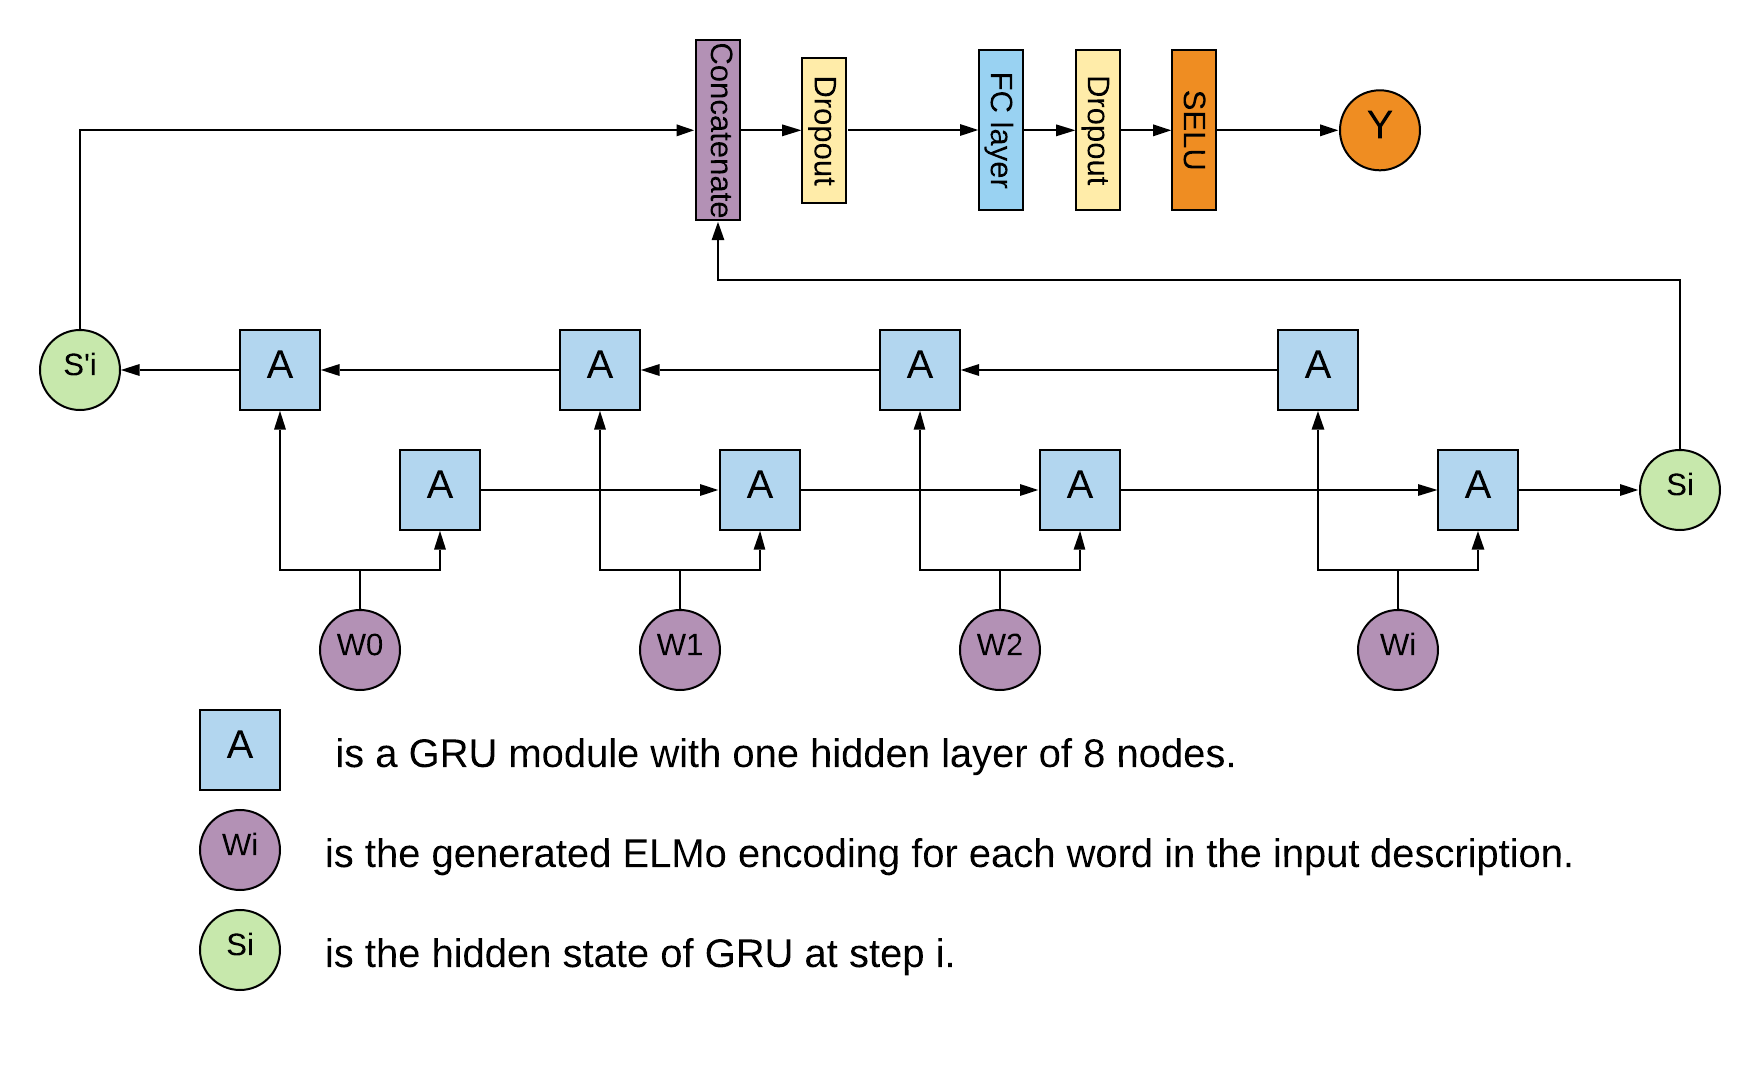 Concatenate
Dropout
FC layer
Dropout
SELU
Y
S'i
A
A
A
A
A
A
A
A
Si
W0
W1
W2
Wi
A
is a GRU module with one hidden layer of 8 nodes.
Wi
is the generated ELMo encoding for each word in the input description.
Si
is the hidden state of GRU at step i.